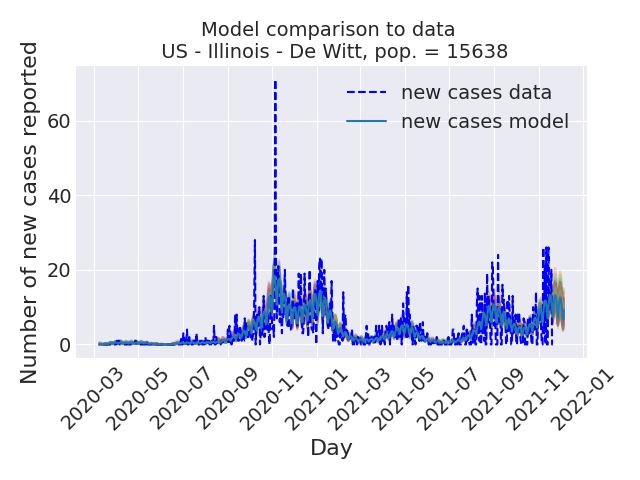 Model comparison to data
US - Illinois - De Witt, pop. = 15638
Number of new cases reported
60
40
20
0
new cases data
new cases model
2020-03
2020-05
2020-07
2020-09
2020-11
2021-01
2021-03
2021-05
2021-07
2021-09
2021-11
2022-01
Day